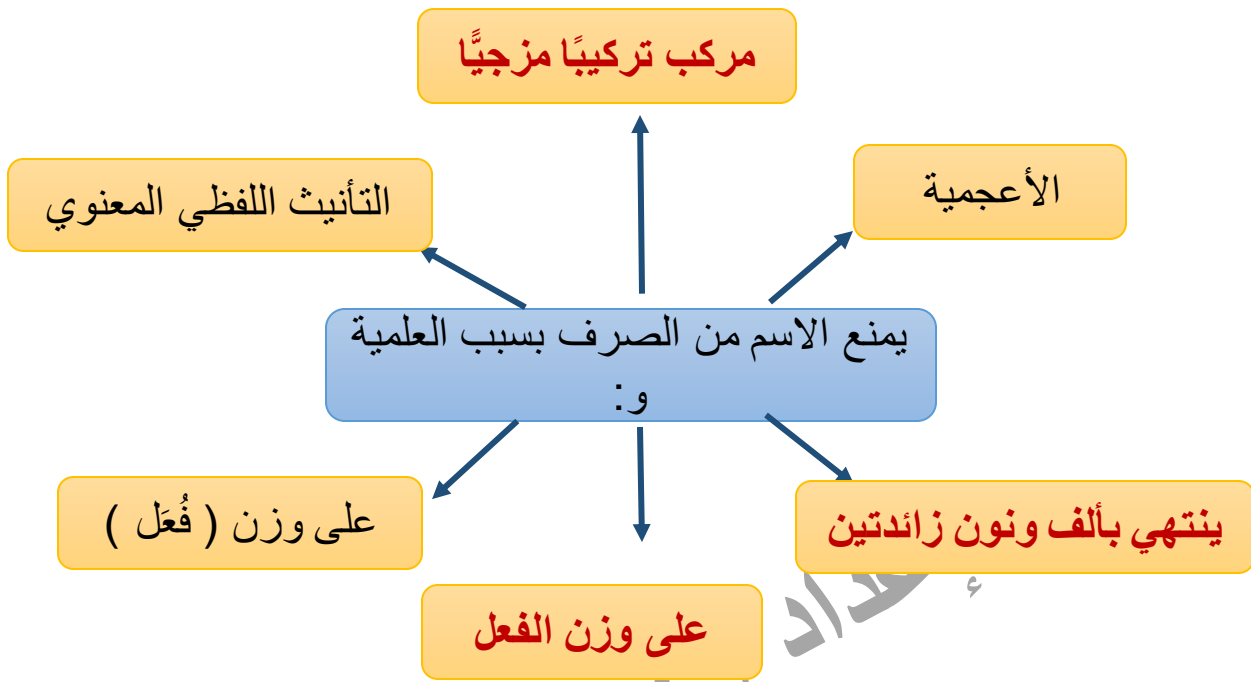 مركب تركيبًا مزجيًّا
الأعجمية
التأنيث اللفظي المعنوي
يمنع الاسم من الصرف بسبب العلمية
و:
ينتهي بألف ونون زائدتين
على وزن ( فُعَل )
على وزن الفعل
إعداد